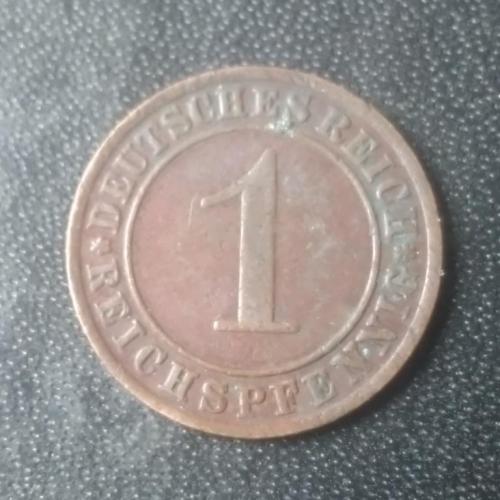 DEUTSCHES REICH
1
REICHSPFENNIG